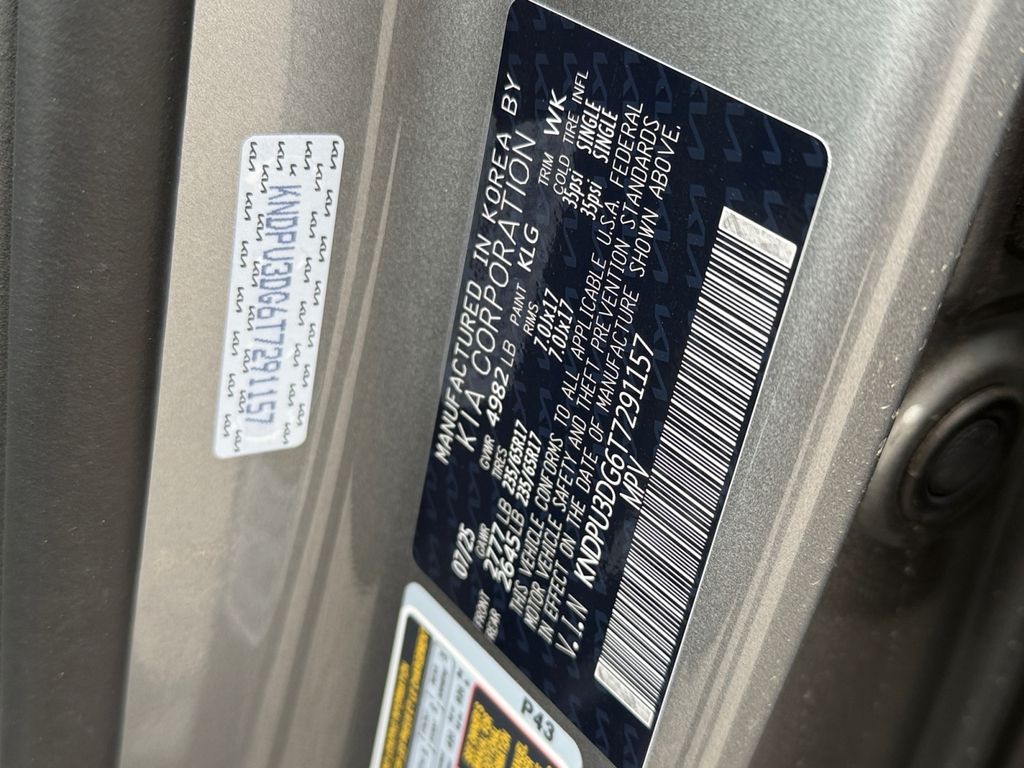 KNDPU3DG6T7291157
MANUFACTURED IN KOREA BY
KIA CORPORATION
07/25 GVWR 4982 LB PAINT KLG TRIM WK
GAWR TIRES RIMS COLD TIRE INFL
FRONT 2777 LB 235/65R17 7.0Jx17 35psi SINGLE
REAR 2645 LB 235/65R17 7.0Jx17 35psi SINGLE
THIS VEHICLE CONFORMS TO ALL APPLICABLE U.S.A. FEDERAL
MOTOR VEHICLE SAFETY AND THEFT PREVENTION STANDARDS
IN EFFECT ON THE DATE OF MANUFACTURE SHOWN ABOVE.
V.I.N KNDPU3DG6T7291157
MPV
P43